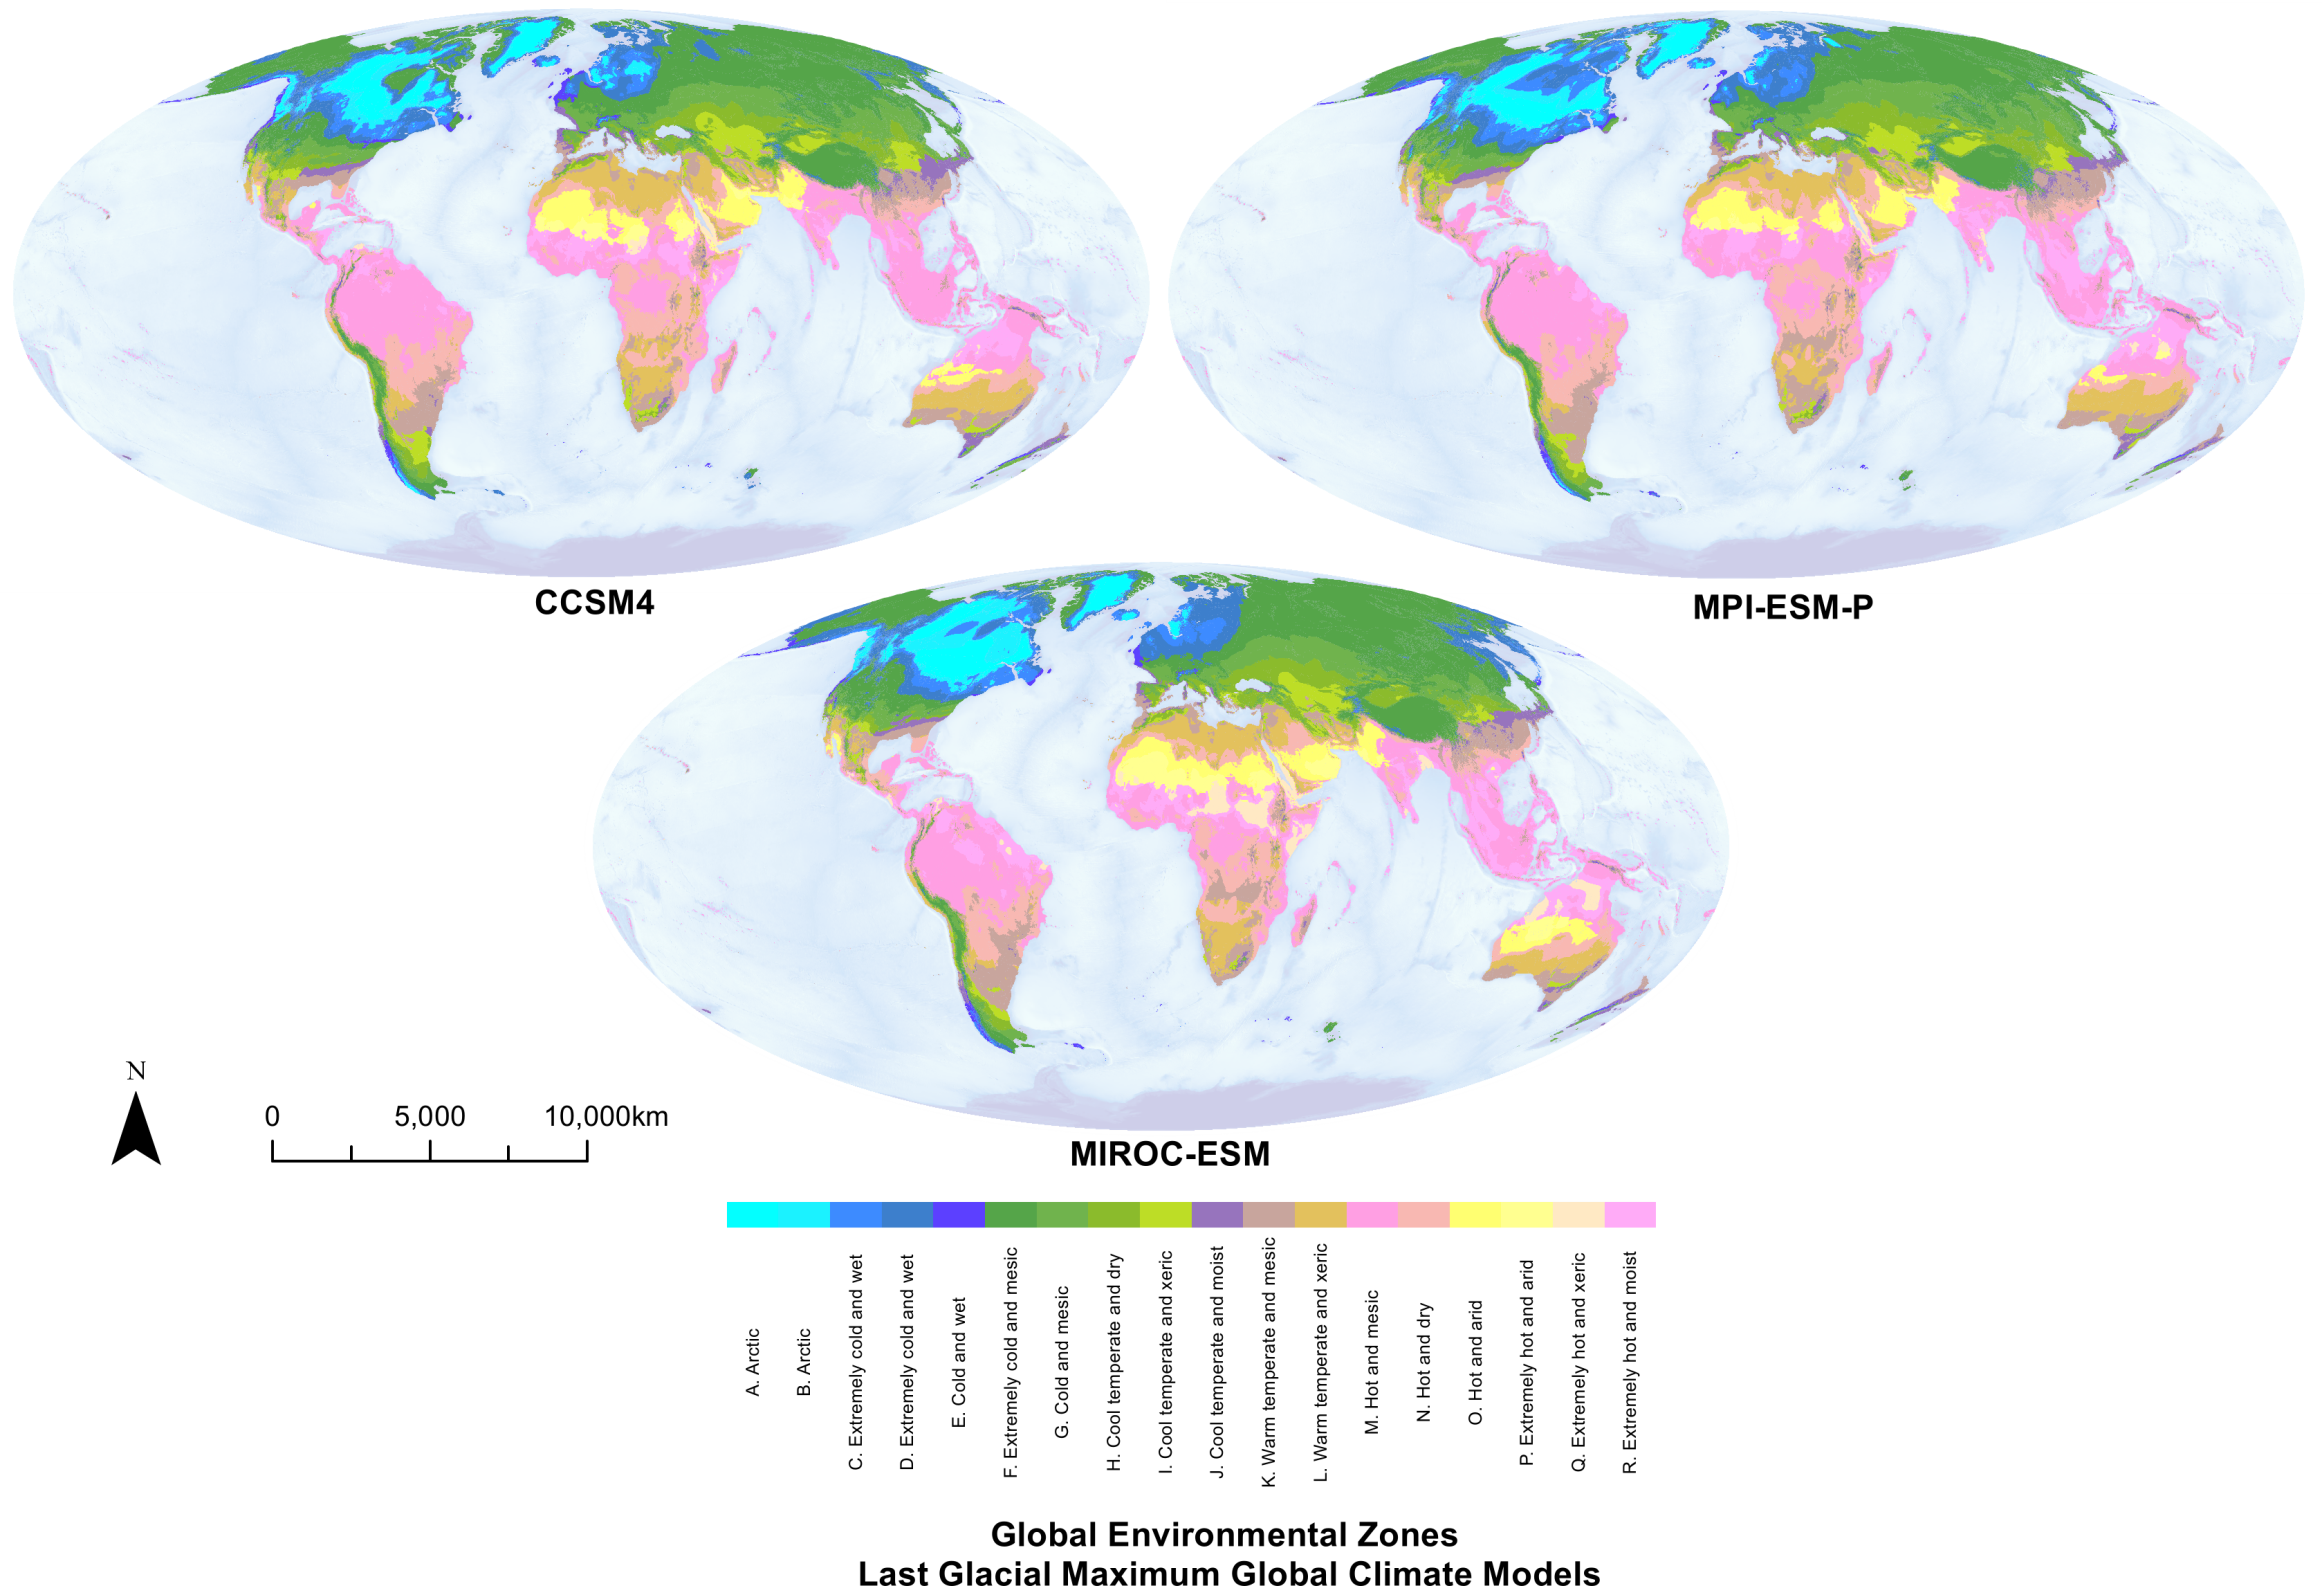 CCSM4
MPI-ESM-P
MIROC-ESM
N
0 5,000 10,000km
A. Arctic
B. Arctic
C. Extremely cold and wet
D. Extremely cold and wet
E. Cold and wet
F. Extremely cold and mesic
G. Cold and mesic
H. Cool temperate and dry
I. Cool temperate and xeric
J. Cool temperate and moist
K. Warm temperate and mesic
L. Warm temperate and xeric
M. Hot and mesic
N. Hot and dry
O. Hot and arid
P. Extremely hot and arid
Q. Extremely hot and xeric
R. Extremely hot and moist
Global Environmental Zones
Last Glacial Maximum Global Climate Models